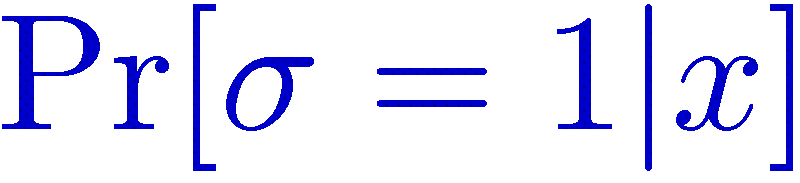 Pr[σ = 1|x]